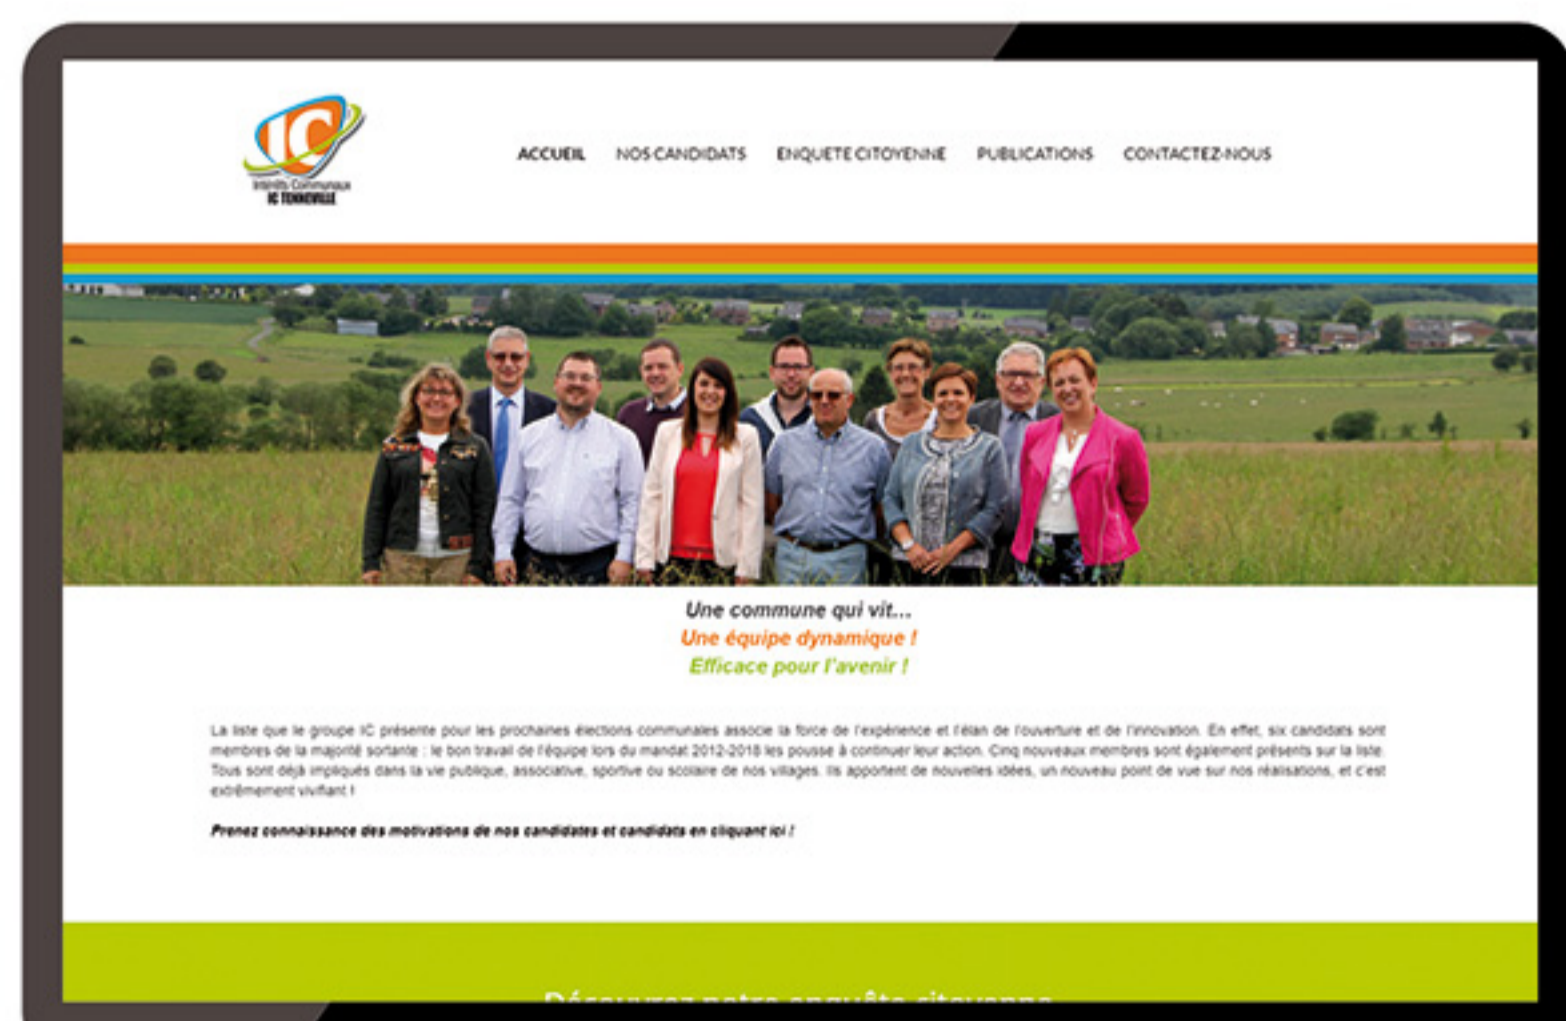 IC
Intérêts Communaux
IC TENNEVILLE
ACCUEIL NOS CANDIDATS ENQUETE CITOYENNE PUBLICATIONS CONTACTEZ-NOUS
Une commune qui vit...
Une équipe dynamique !
Efficace pour l'avenir !
La liste que le groupe IC présente pour les prochaines élections communales associe la force de l'expérience et l'élan de l'ouverture et de l'innovation. En effet, six candidats sont
membres de la majorité sortante : le bon travail de l'équipe lors du mandat 2012-2018 les pousse à continuer leur action. Cinq nouveaux membres sont également présents sur la liste.
Tous sont déjà impliqués dans la vie publique, associative, sportive ou scolaire de nos villages. Ils apportent de nouvelles idées, un nouveau point de vue sur nos réalisations, et c'est
extrêmement vivifiant !
Prenez connaissance des motivations de nos candidates et candidats en cliquant ici !
Découvrez notre enquête citoyenne